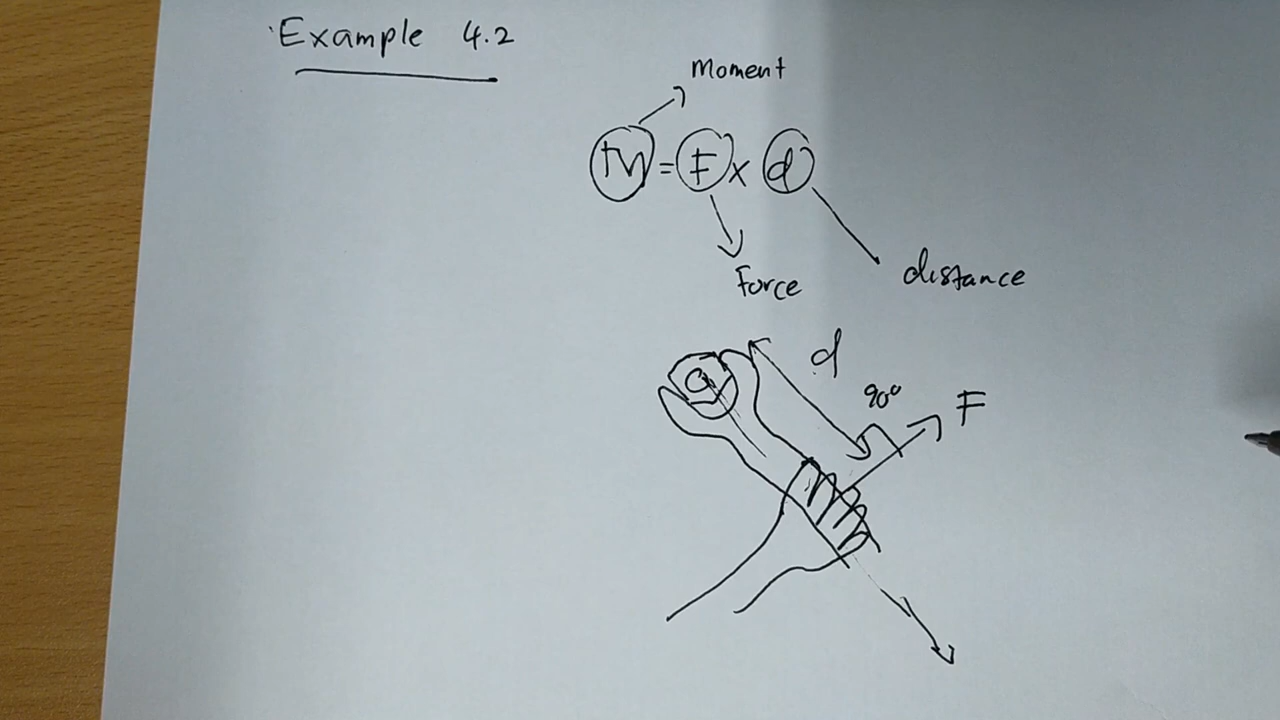 Example 4.2
Moment
M = F x d
Force
distance
d
90°
F